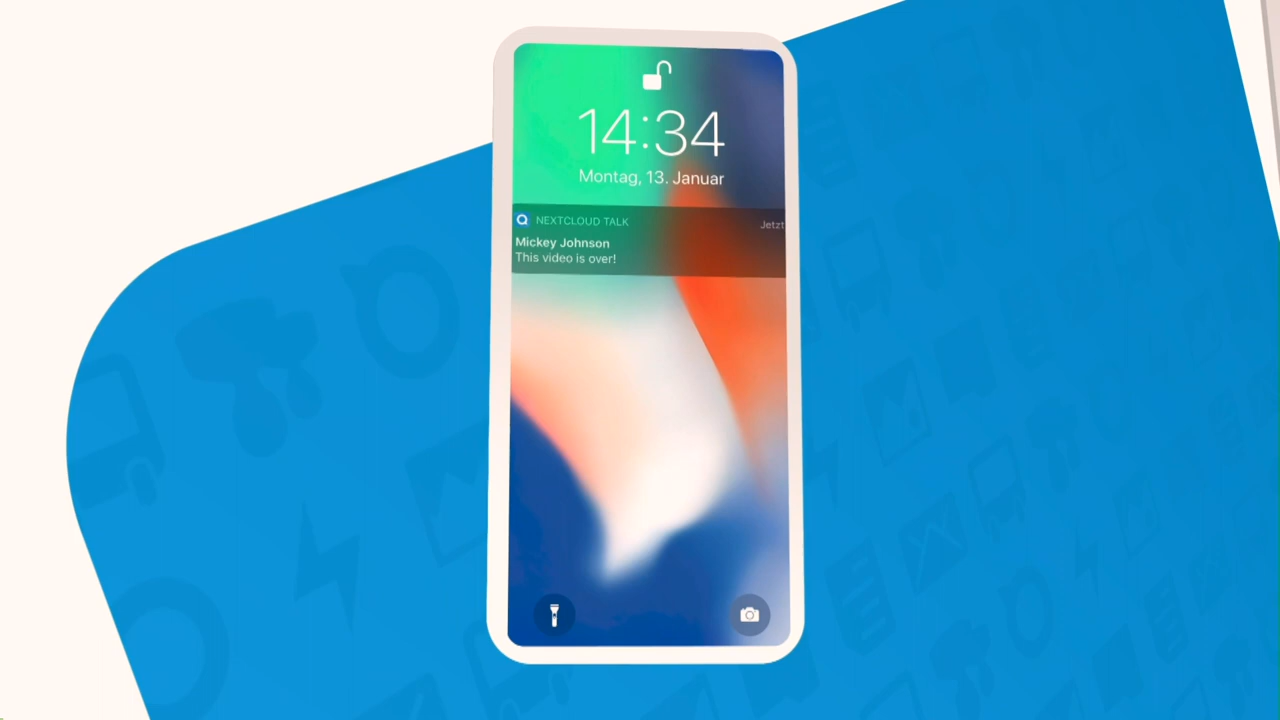 14:34
Montag, 13. Januar
NEXTCLOUD TALK
Jetzt
Mickey Johnson
This video is over!